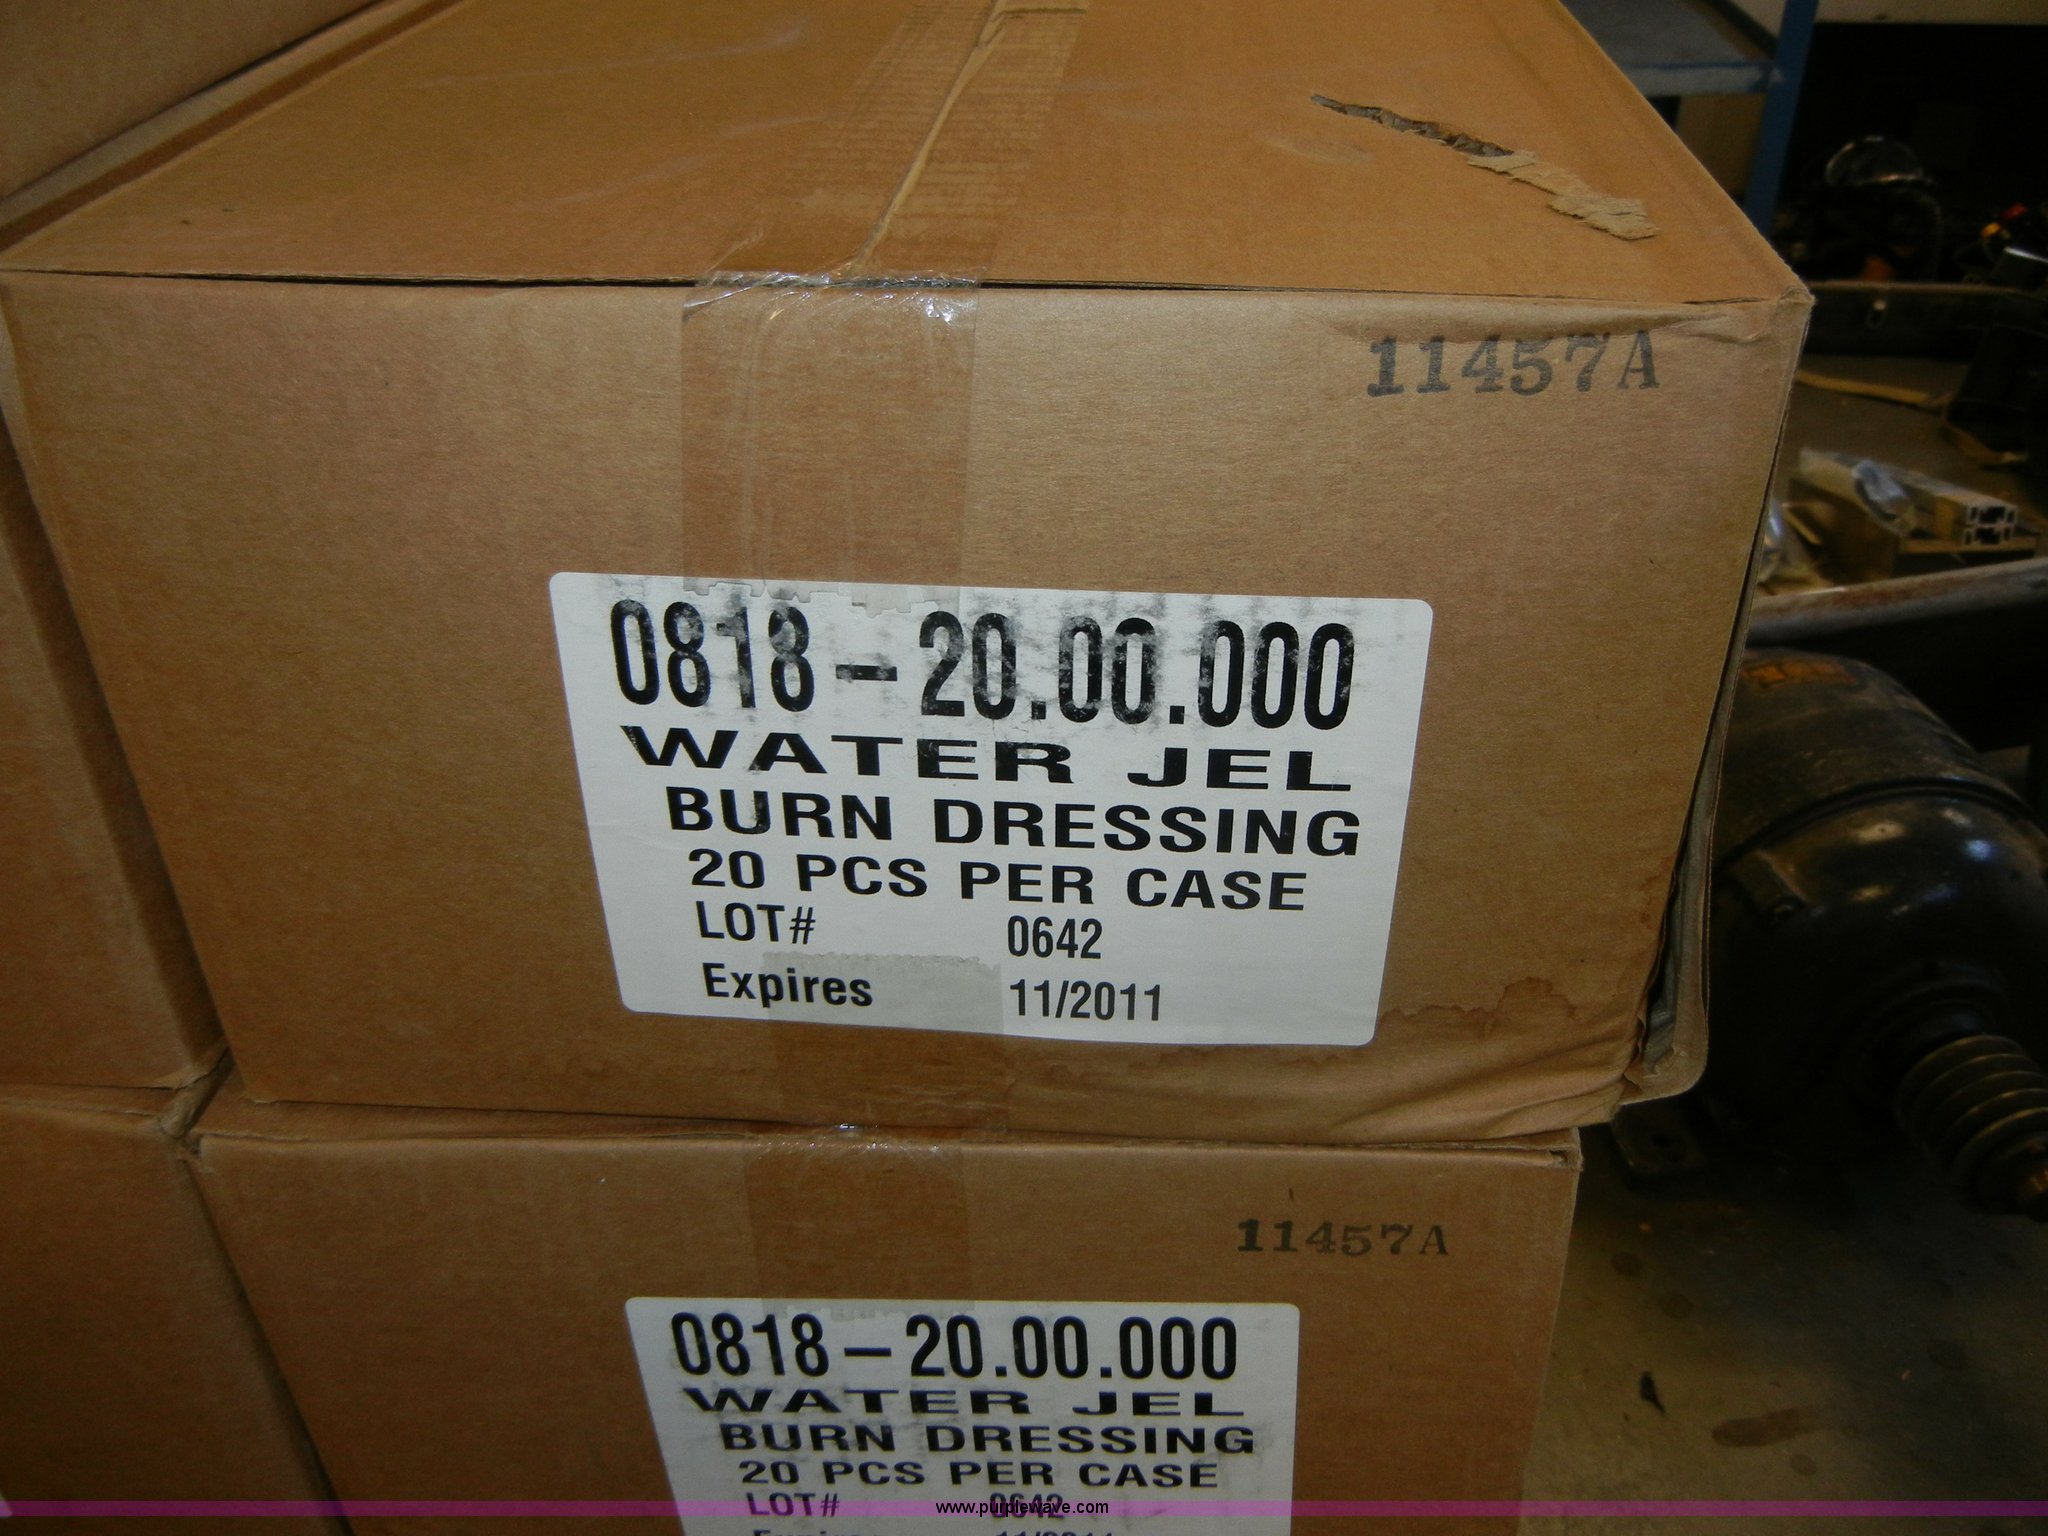 11457A
0818-20.00.000
WATER JEL
BURN DRESSING
20 PCS PER CASE
LOT# 0642
Expires 11/2011
11457A
0818-20.00.000
WATER JEL
BURN DRESSING
20 PCS PER CASE
LOT# 0642
www.purplewave.com